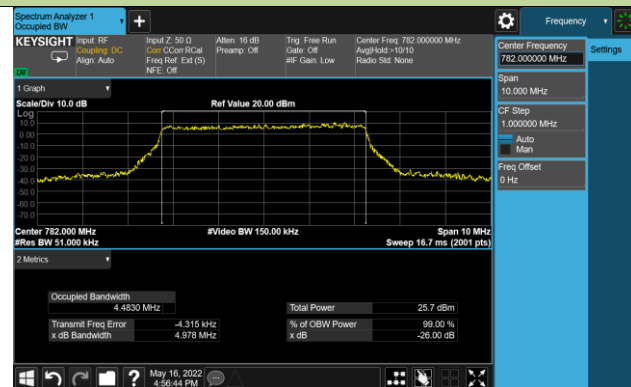 Spectrum Analyzer 1
Occupied BW
Frequency
KEYSIGHT
Input: RF
Coupling: DC
Align: Auto
Input Z: 50 Ω
Corr CCorr RCal
Freq Ref: Ext (S)
NFE: Off
Atten: 16 dB
Preamp: Off
Trig: Free Run
Gate: Off
#IF Gain: Low
Center Freq: 782.000000 MHz
Avg|Hold:>10/10
Radio Std: None
Center Frequency
782.000000 MHz
Settings
Span
10.000 MHz
CF Step
1.000000 MHz
Auto
Man
Freq Offset
0 Hz
1 Graph
Scale/Div 10.0 dB
Ref Value 20.00 dBm
Log
10.0
0.00
-10.0
-20.0
-30.0
-40.0
-50.0
-60.0
-70.0
Center 782.000 MHz
#Video BW 150.00 kHz
Span 10 MHz
#Res BW 51.000 kHz
Sweep 16.7 ms (2001 pts)
2 Metrics
Occupied Bandwidth
4.4830 MHz
Total Power 25.7 dBm
Transmit Freq Error -4.315 kHz
% of OBW Power 99.00 %
x dB Bandwidth 4.978 MHz
x dB -26.00 dB
?
May 16, 2022
4:56:44 PM